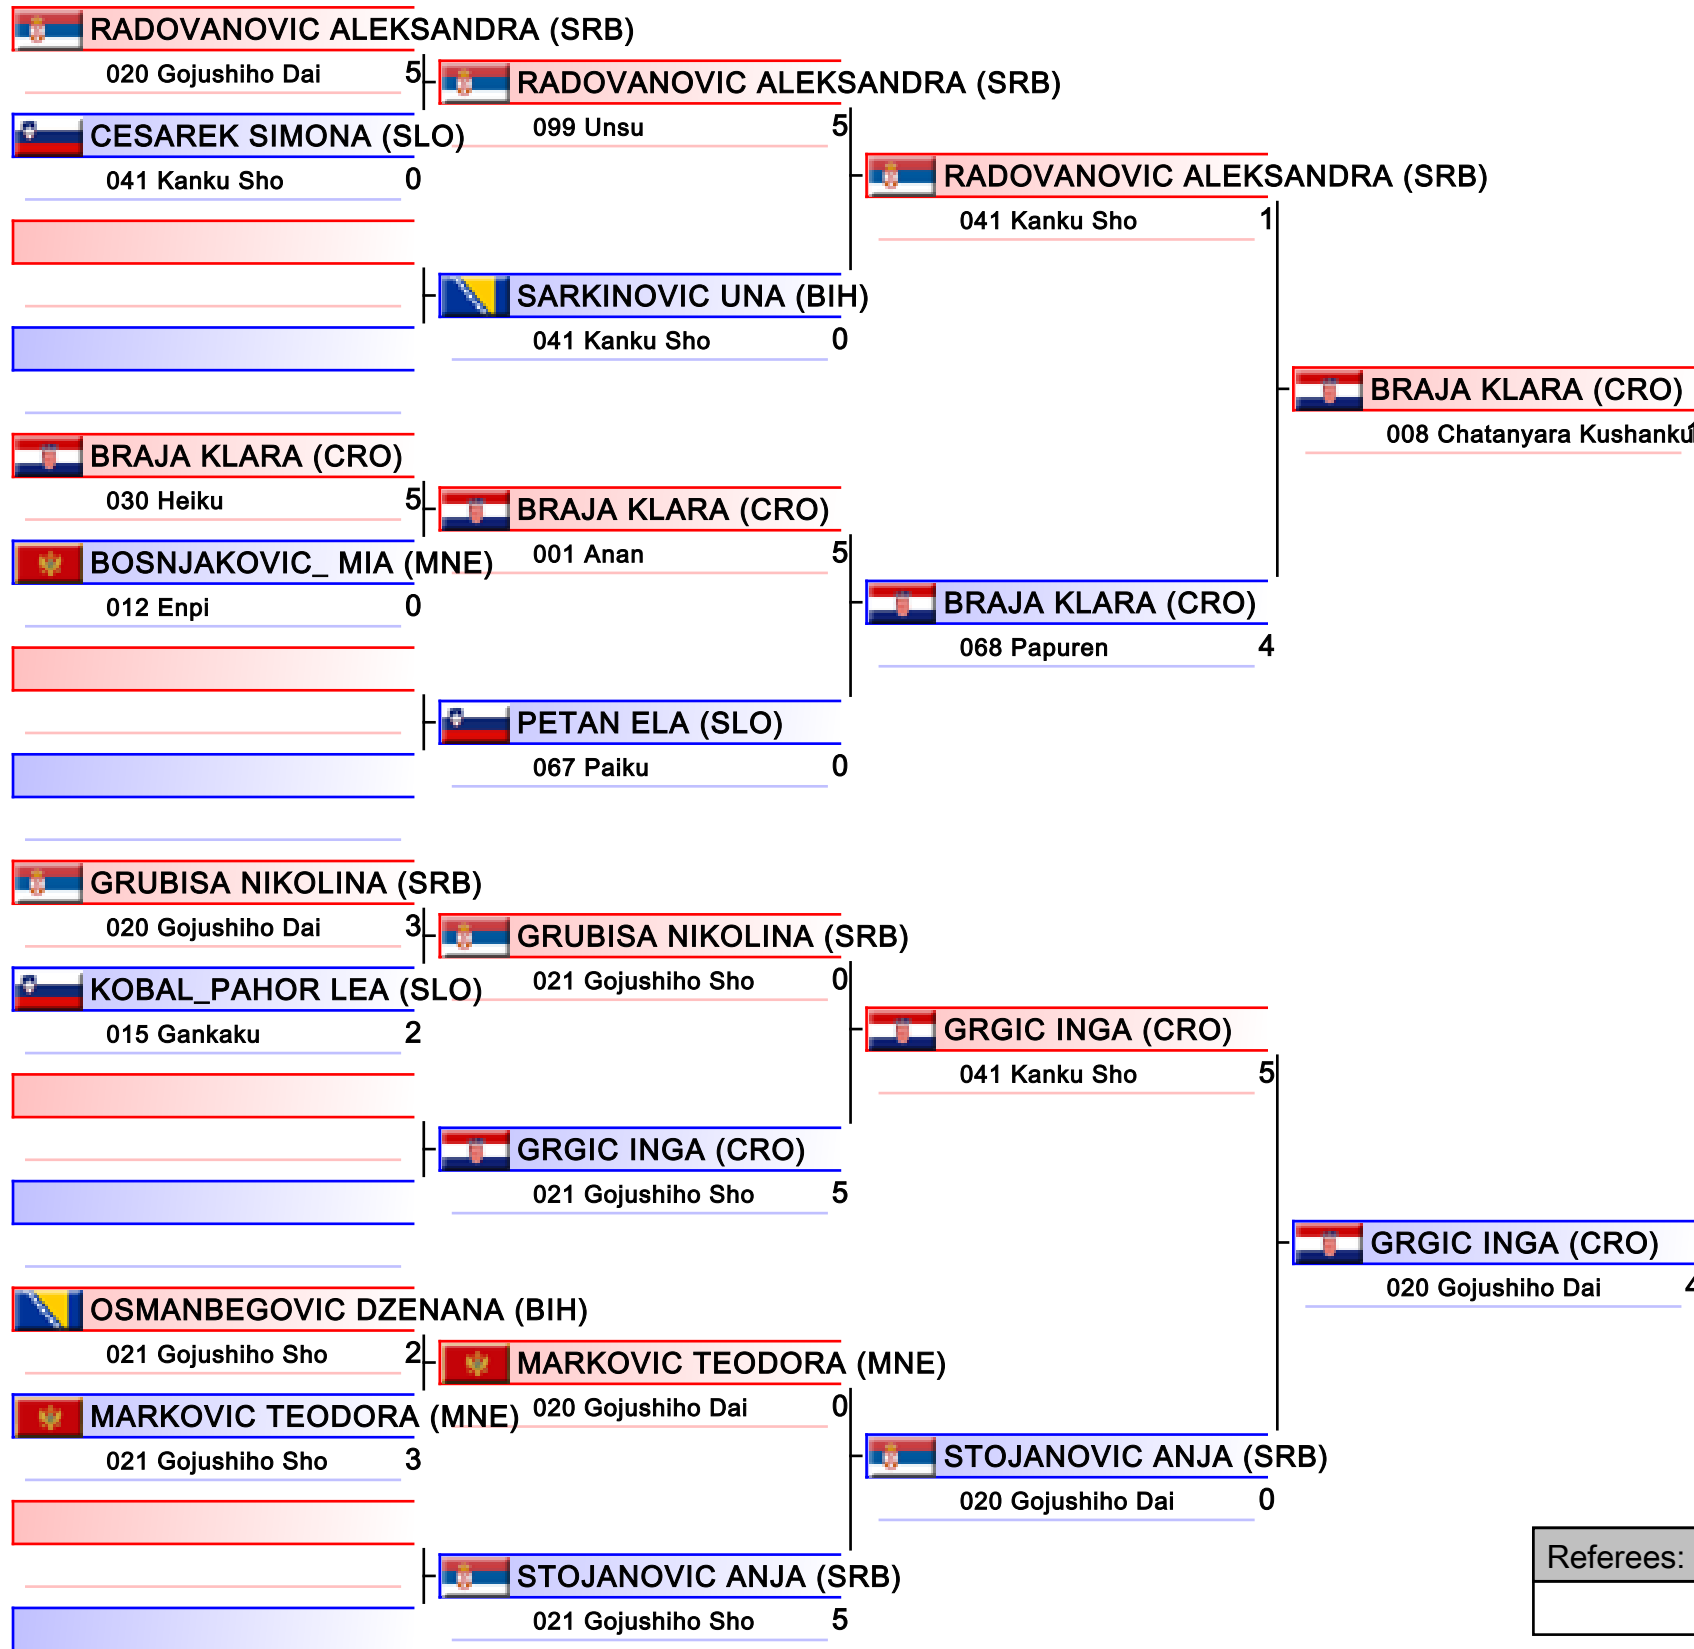 RADOVANOVIC ALEKSANDRA (SRB)
020 Gojushiho Dai 5
CESAREK SIMONA (SLO)
041 Kanku Sho 0
BRAJA KLARA (CRO)
030 Heiku 5
BOSNJAKOVIC_ MIA (MNE)
012 Enpi 0
GRUBISA NIKOLINA (SRB)
020 Gojushiho Dai 3
KOBAL_PAHOR LEA (SLO)
015 Gankaku 2
OSMANBEGOVIC DZENANA (BIH)
021 Gojushiho Sho 2
MARKOVIC TEODORA (MNE)
021 Gojushiho Sho 3
RADOVANOVIC ALEKSANDRA (SRB)
099 Unsu 5
SARKINOVIC UNA (BIH)
041 Kanku Sho 0
BRAJA KLARA (CRO)
001 Anan 5
PETAN ELA (SLO)
067 Paiku 0
GRUBISA NIKOLINA (SRB)
021 Gojushiho Sho 0
GRGIC INGA (CRO)
021 Gojushiho Sho 5
MARKOVIC TEODORA (MNE)
020 Gojushiho Dai 0
STOJANOVIC ANJA (SRB)
021 Gojushiho Sho 5
RADOVANOVIC ALEKSANDRA (SRB)
041 Kanku Sho 1
BRAJA KLARA (CRO)
068 Papuren 4
GRGIC INGA (CRO)
041 Kanku Sho 5
STOJANOVIC ANJA (SRB)
020 Gojushiho Dai 0
BRAJA KLARA (CRO)
008 Chatanyara Kushanku 1
GRGIC INGA (CRO)
020 Gojushiho Dai 4
Referees: